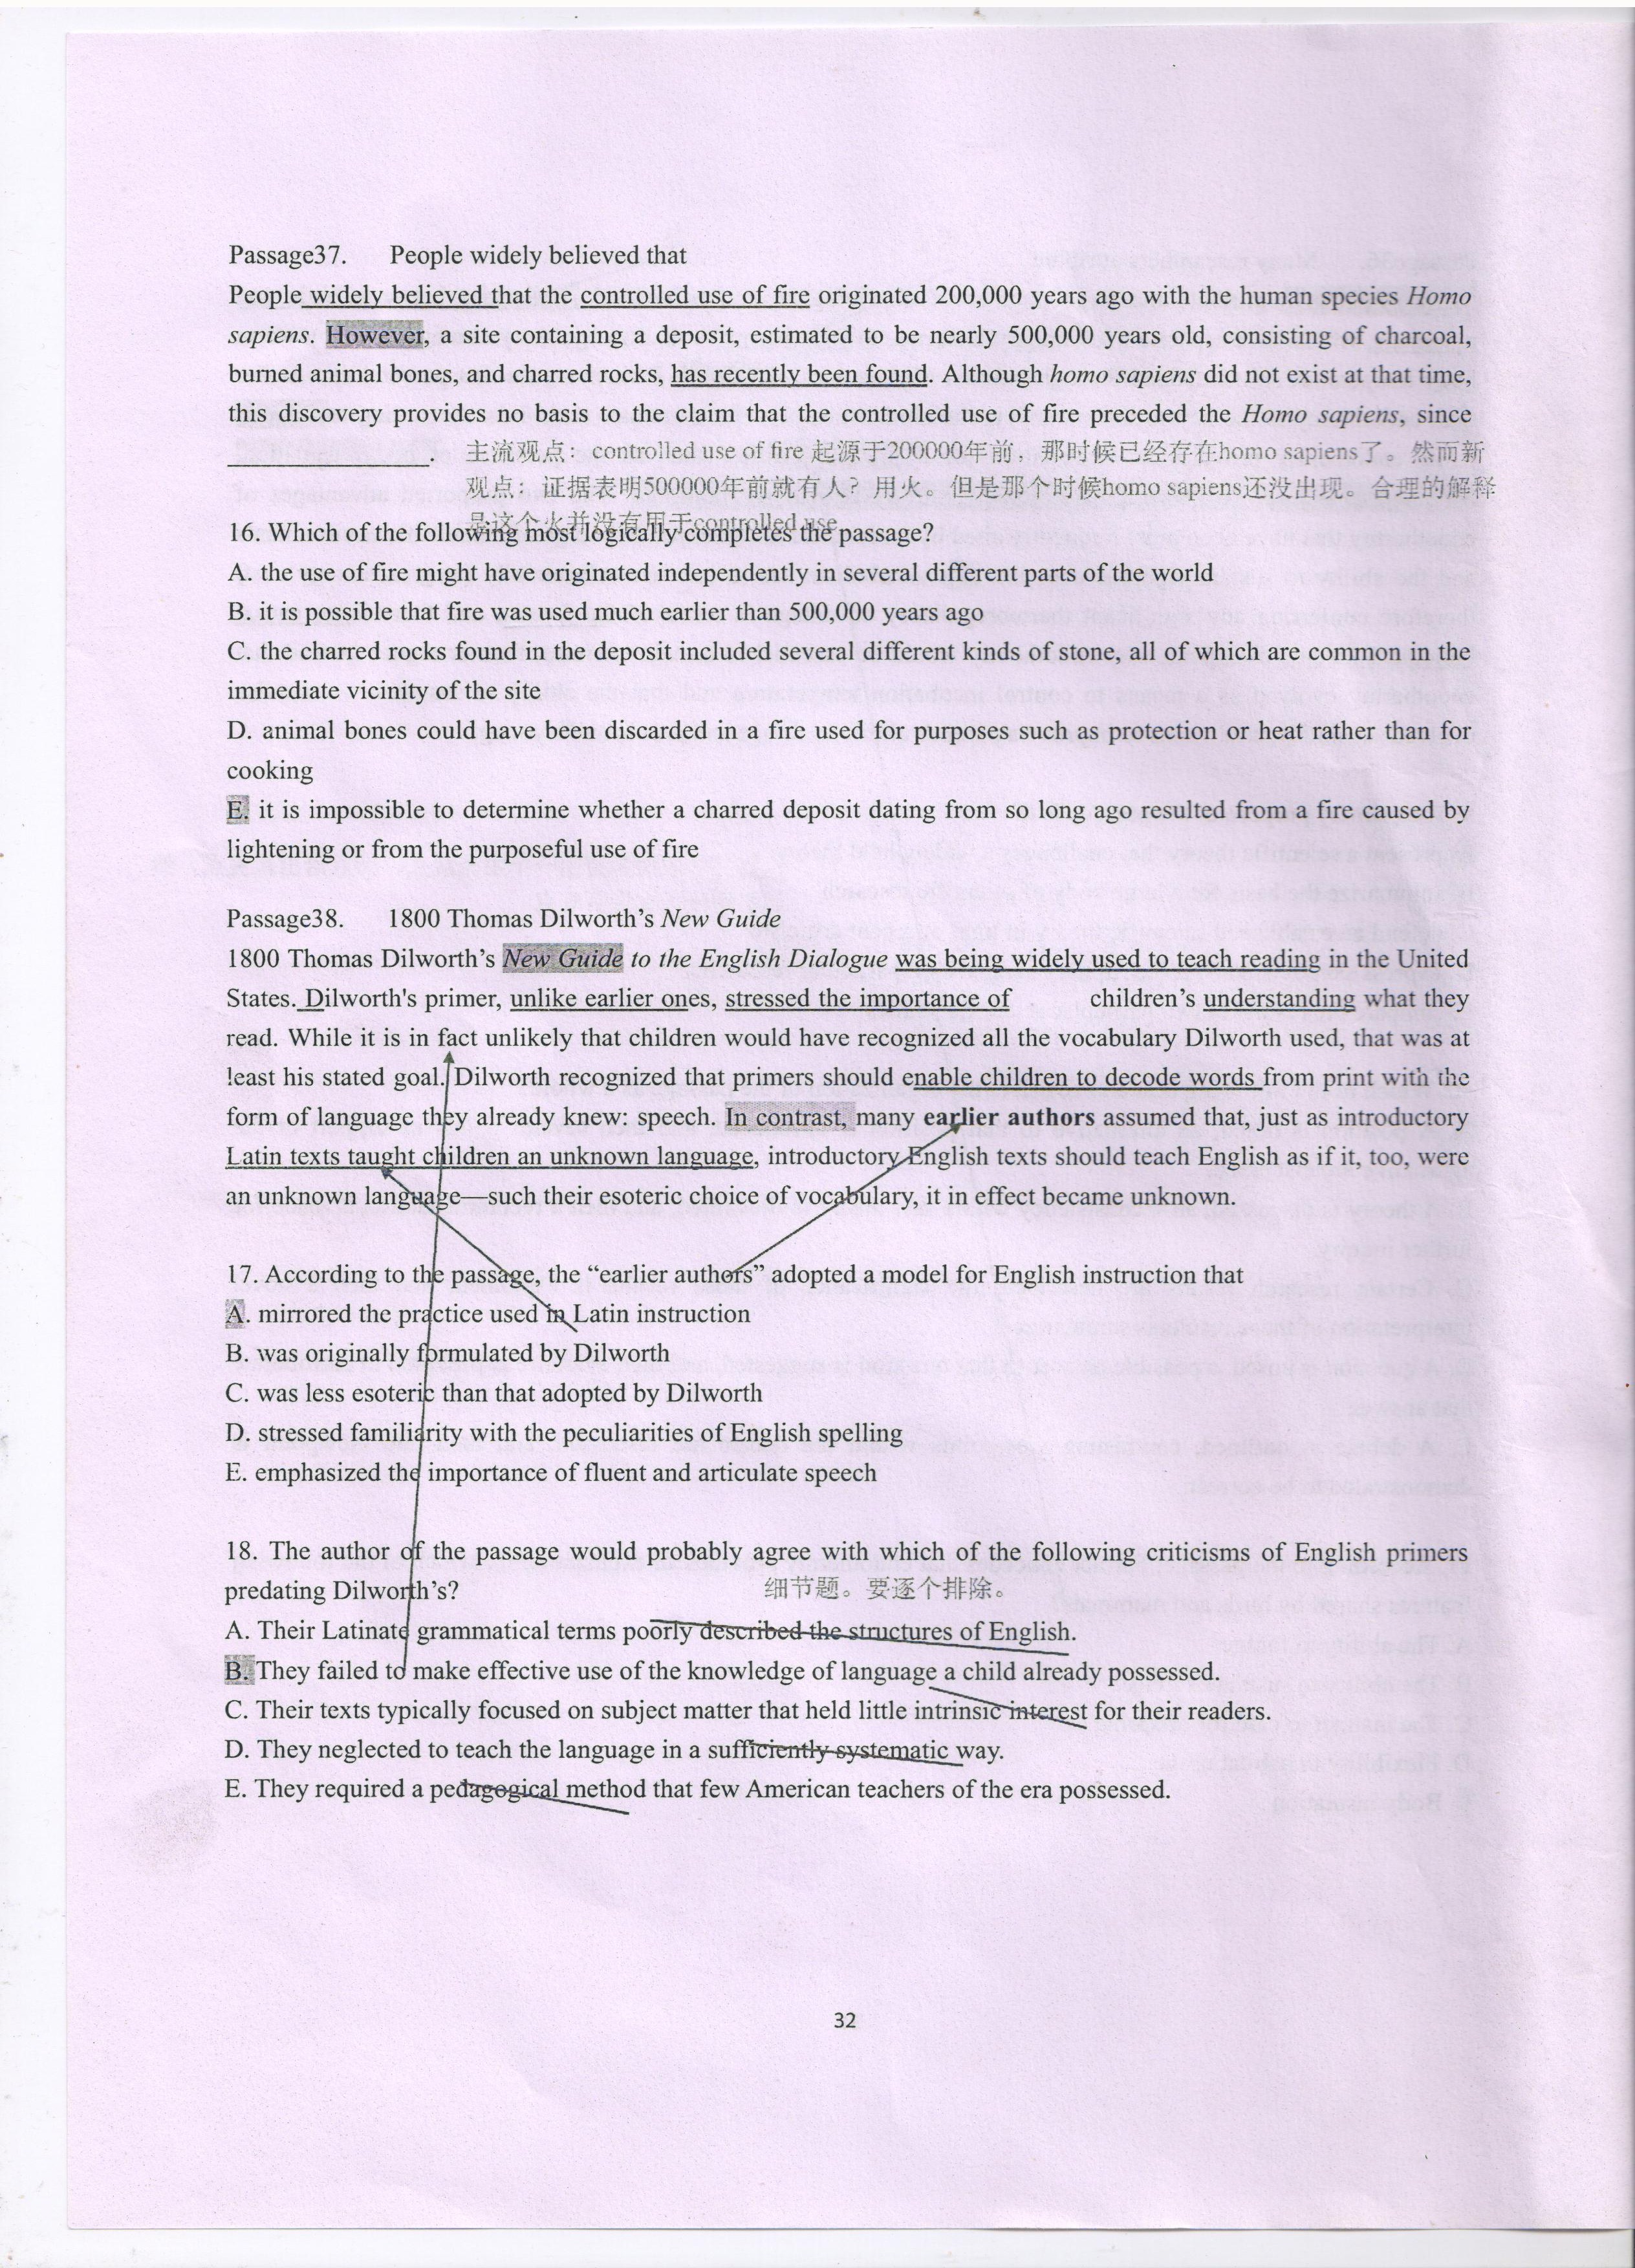 Passage37. People widely believed that
People widely believed that the controlled use of fire originated 200,000 years ago with the human species Homo
sapiens. However, a site containing a deposit, estimated to be nearly 500,000 years old, consisting of charcoal,
burned animal bones, and charred rocks, has recently been found. Although homo sapiens did not exist at that time,
this discovery provides no basis to the claim that the controlled use of fire preceded the Homo sapiens, since
____________________.
主流观点：controlled use of fire 起源于200000年前，那时候已经存在homo sapiens了。然而新
观点：证据表明500000年前就有人？用火。但是那个时候homo sapiens还没出现。合理的解释
是这个火并没有用于controlled use
16. Which of the following most logically completes the passage?
A. the use of fire might have originated independently in several different parts of the world
B. it is possible that fire was used much earlier than 500,000 years ago
C. the charred rocks found in the deposit included several different kinds of stone, all of which are common in the
immediate vicinity of the site
D. animal bones could have been discarded in a fire used for purposes such as protection or heat rather than for
cooking
E. it is impossible to determine whether a charred deposit dating from so long ago resulted from a fire caused by
lightening or from the purposeful use of fire
Passage38. 1800 Thomas Dilworth’s New Guide
1800 Thomas Dilworth’s New Guide to the English Dialogue was being widely used to teach reading in the United
States. Dilworth's primer, unlike earlier ones, stressed the importance of children’s understanding what they
read. While it is in fact unlikely that children would have recognized all the vocabulary Dilworth used, that was at
least his stated goal. Dilworth recognized that primers should enable children to decode words from print with the
form of language they already knew: speech. In contrast, many earlier authors assumed that, just as introductory
Latin texts taught children an unknown language, introductory English texts should teach English as if it, too, were
an unknown language—such their esoteric choice of vocabulary, it in effect became unknown.
17. According to the passage, the “earlier authors” adopted a model for English instruction that
A. mirrored the practice used in Latin instruction
B. was originally formulated by Dilworth
C. was less esoteric than that adopted by Dilworth
D. stressed familiarity with the peculiarities of English spelling
E. emphasized the importance of fluent and articulate speech
18. The author of the passage would probably agree with which of the following criticisms of English primers
predating Dilworth’s?
细节题。要逐个排除。
A. Their Latinate grammatical terms poorly described the structures of English.
B. They failed to make effective use of the knowledge of language a child already possessed.
C. Their texts typically focused on subject matter that held little intrinsic interest for their readers.
D. They neglected to teach the language in a sufficiently systematic way.
E. They required a pedagogical method that few American teachers of the era possessed.
32